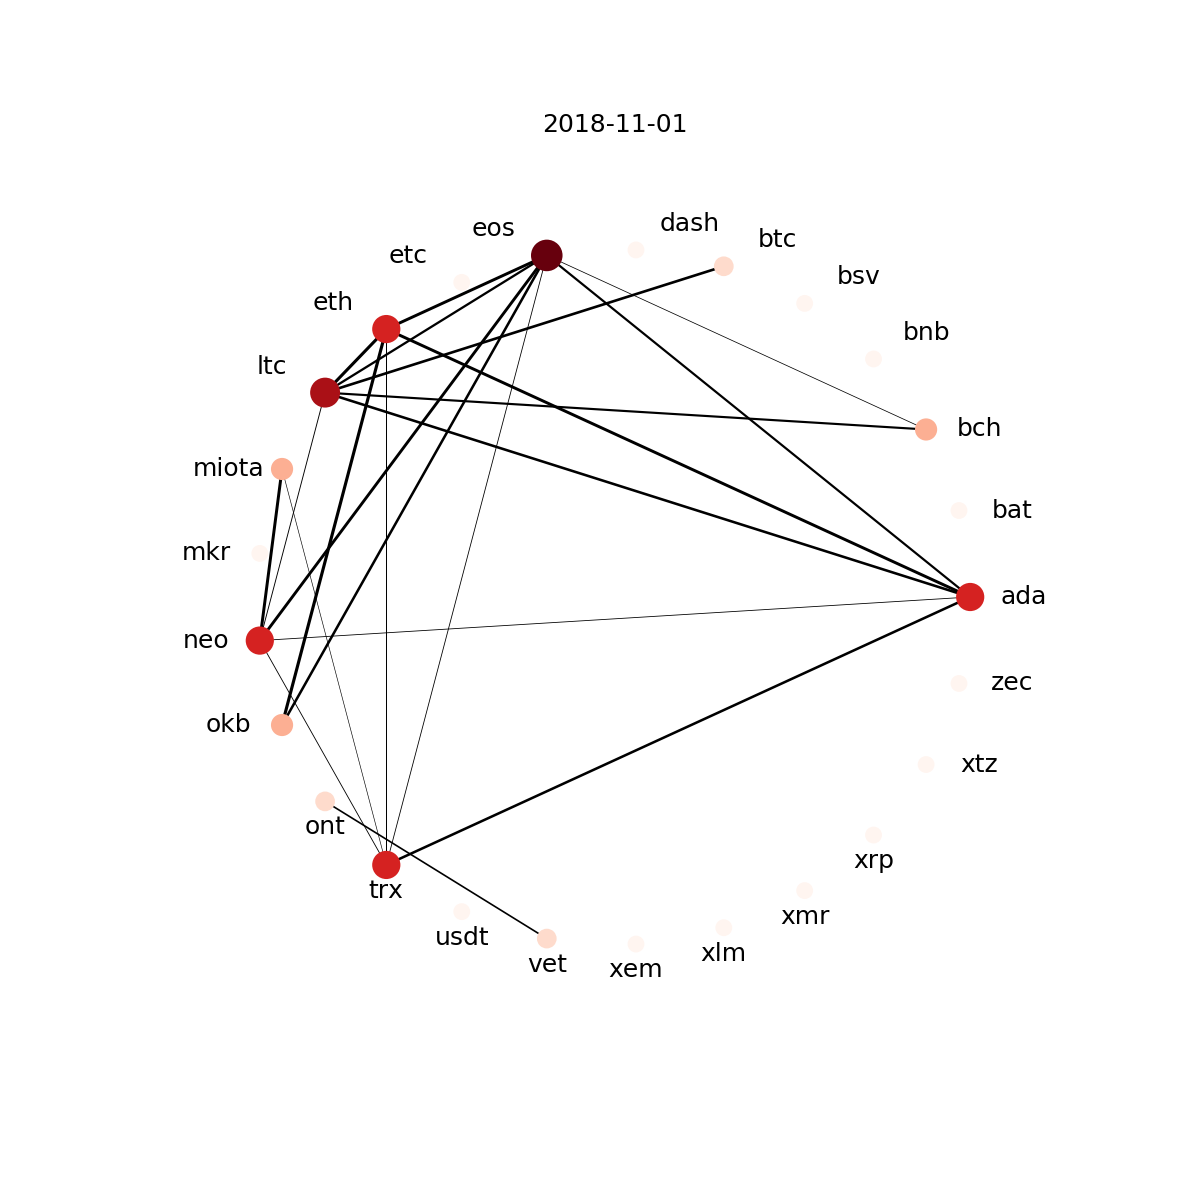 2018-11-01
dash
eos
btc
etc
bsv
eth
bnb
ltc
bch
miota
bat
mkr
ada
neo
zec
okb
xtz
ont
xrp
trx
xmr
usdt
xlm
vet
xem